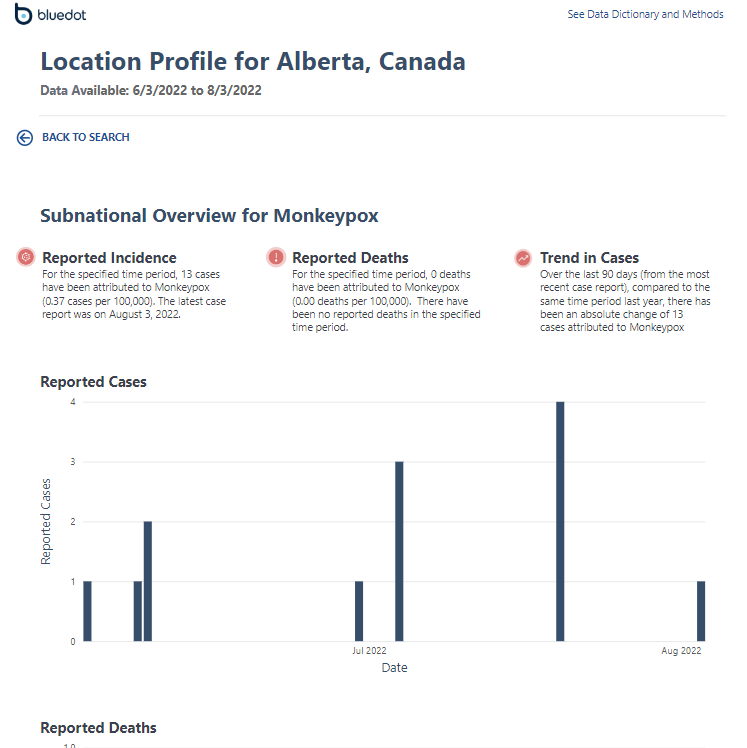 bluedot
See Data Dictionary and Methods
Location Profile for Alberta, Canada
Data Available: 6/3/2022 to 8/3/2022
BACK TO SEARCH
Subnational Overview for Monkeypox
Reported Incidence
For the specified time period, 13 cases
have been attributed to Monkeypox
(0.37 cases per 100,000). The latest case
report was on August 3, 2022.
Reported Deaths
For the specified time period, 0 deaths
have been attributed to Monkeypox
(0.00 deaths per 100,000). There have
been no reported deaths in the specified
time period.
Trend in Cases
Over the last 90 days (from the most
recent case report), compared to the
same time period last year, there has
been an absolute change of 13
cases attributed to Monkeypox
Reported Cases
4
3
2
1
0
Reported Cases
Jul 2022
Aug 2022
Date
Reported Deaths
1.0